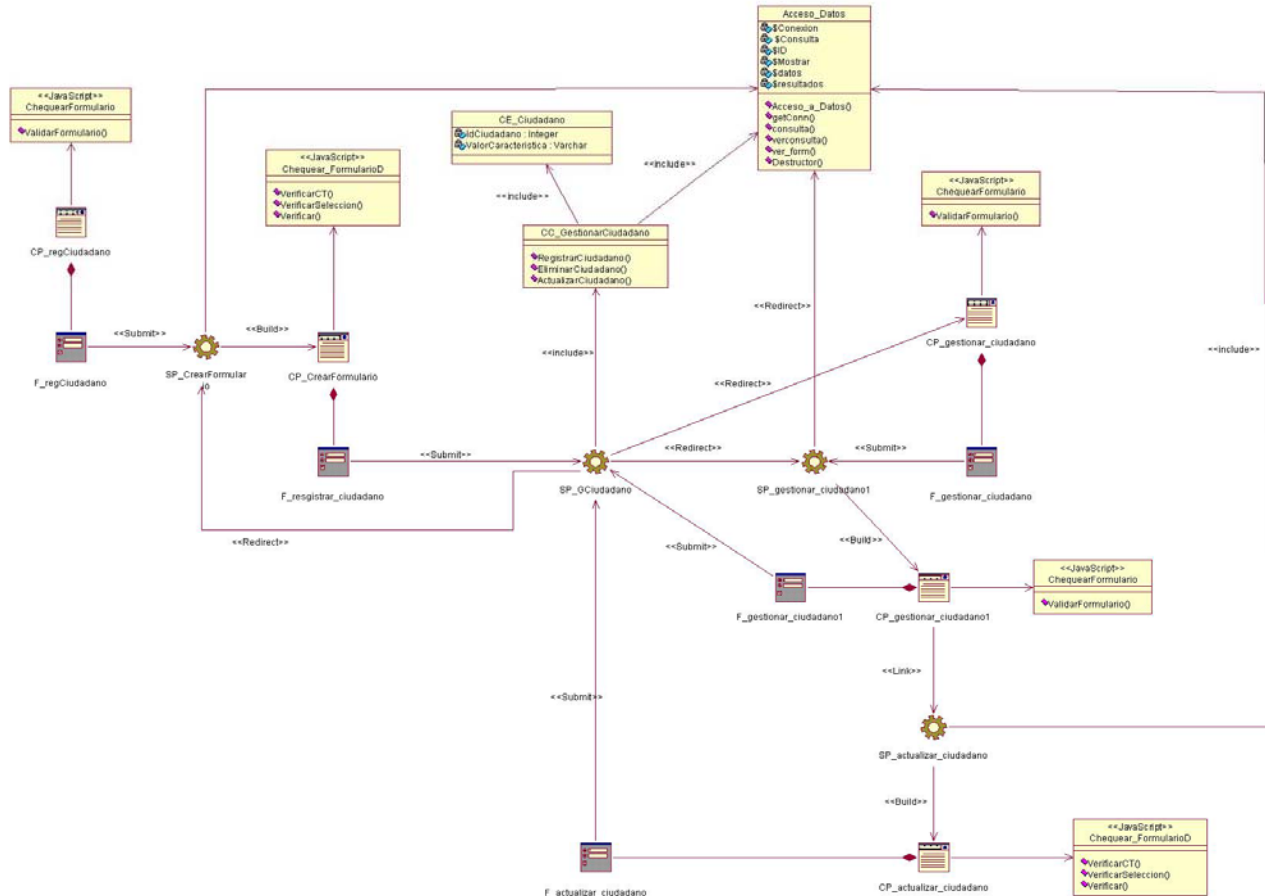 Acceso_Datos
$Conexion
$Consulta
$ID
$Mostrar
$datos
$resultados
Acceso_a_Datos()
getConn()
consulta()
verconsulta()
ver_form()
Destructor()
<<JavaScript>>
ChequearFormulario
ValidarFormulario()
CE_Ciudadano
idCiudadano : Integer
ValorCaracteristica : Varchar
<<JavaScript>>
Chequear_FormularioD
VerificarCT()
VerificarSeleccion()
Verificar()
<<include>>
<<include>>
<<JavaScript>>
ChequearFormulario
ValidarFormulario()
CP_regCiudadano
CC_GestionarCiudadano
RegistrarCiudadano()
EliminarCiudadano()
ActualizarCiudadano()
<<Redirect>>
<<Submit>>
<<Build>>
F_regCiudadano
SP_CrearFormular
io
CP_CrearFormulario
<<include>>
CP_gestionar_ciudadano
<<include>>
<<Redirect>>
<<Submit>>
<<Redirect>>
<<Submit>>
F_resgistrar_ciudadano
SP_GCiudadano
SP_gestionar_ciudadano1
F_gestionar_ciudadano
<<Redirect>>
<<Submit>>
<<Build>>
<<JavaScript>>
ChequearFormulario
ValidarFormulario()
F_gestionar_ciudadano1
CP_gestionar_ciudadano1
<<Link>>
<<Submit>>
SP_actualizar_ciudadano
<<Build>>
<<JavaScript>>
Chequear_FormularioD
VerificarCT()
VerificarSeleccion()
Verificar()
F_actualizar_ciudadano
CP_actualizar_ciudadano